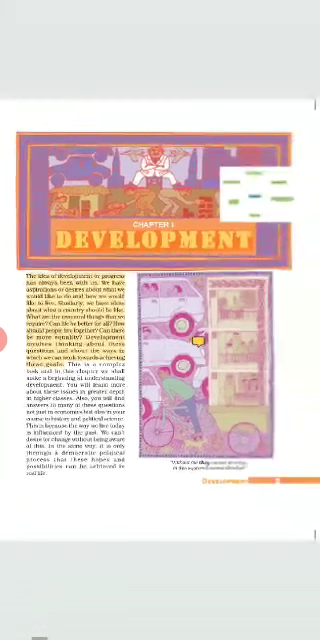 CHAPTER I
DEVELOPMENT
The idea of development or progress
has always been with us. We have
aspirations or desires about what we
would like to do and how we would
like to live. Similarly, we have ideas
about what a country should be like.
What are the essential things that we
require? Can life be better for all? How
should people live together? Can there
be more equality? Development
involves thinking about these
questions and about the ways in
which we can work towards achieving
these goals. This is a complex
task and in this chapter we shall
make a beginning at understanding
development. You will learn more
about these issues in greater depth
in higher classes. Also, you will find
answers to many of these questions
not just in economics but also in your
course in history and political science.
This is because the way we live today
is influenced by the past. We can't
desire for change without being aware
of this. In the same way, it is only
through a democratic political
process that these hopes and
possibilities can be achieved in
real life.
"Without me they
in this system
DEVELOPMENT